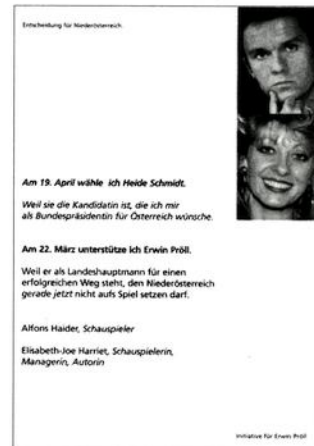 Entscheidung für Niederösterreich
Am 19. April wähle ich Heide Schmidt.
Weil sie die Kandidatin ist, die ich mir
als Bundespräsidentin für Österreich wünsche.
Am 22. März unterstütze ich Erwin Pröll.
Weil er als Landeshauptmann für einen
erfolgreichen Weg steht, den Niederösterreich
gerade jetzt nicht aufs Spiel setzen darf.
Alfons Haider, Schauspieler
Elisabeth-Joe Harriet, Schauspielerin,
Managerin, Autorin
Initiative für Erwin Pröll